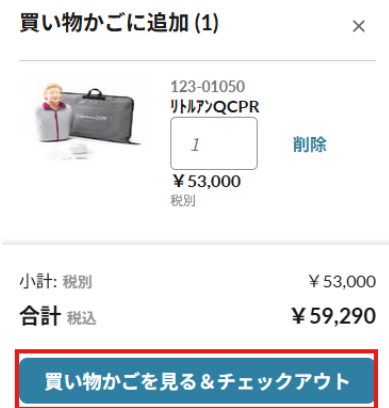 買い物かごに追加 (1)
×
123-01050
ﾘﾄﾙｱﾝQCPR
1
削除
￥53,000
税別
小計: 税別 ￥53,000
合計 税込 ￥59,290
買い物かごを見る＆チェックアウト